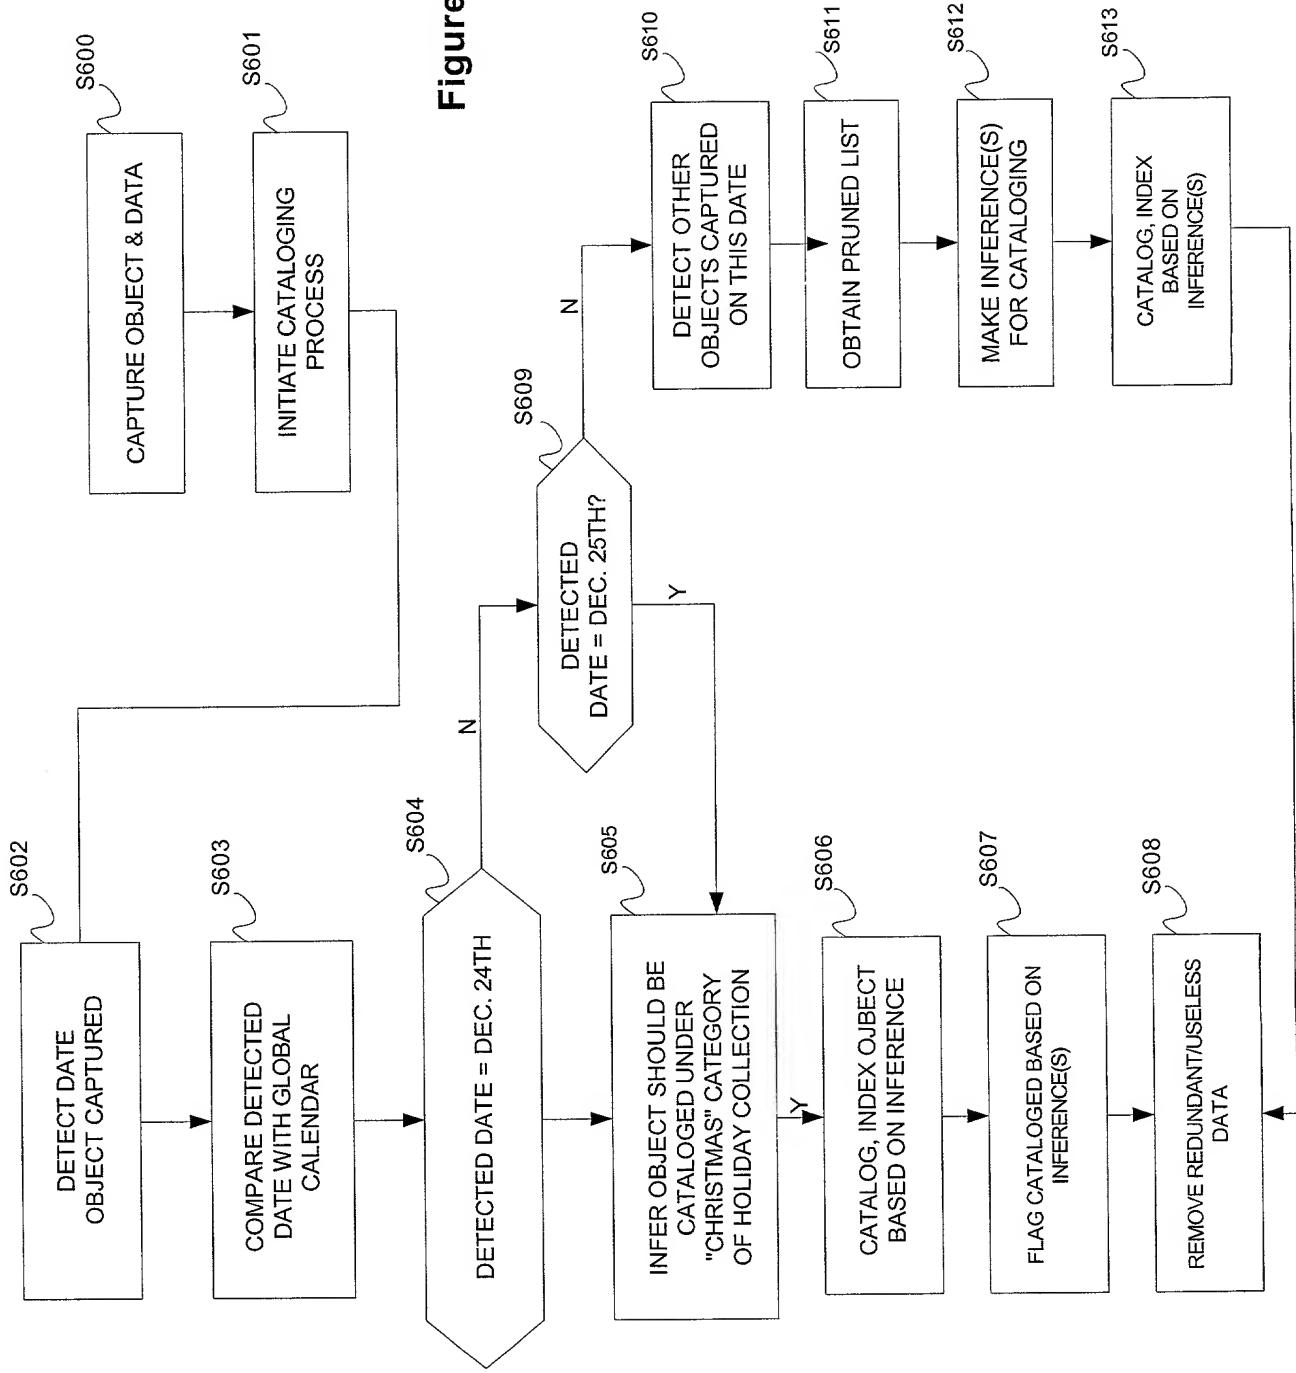 S600
CAPTURE OBJECT & DATA
S601
INITIATE CATALOGING
PROCESS
Figure
S602
DETECT DATE
OBJECT CAPTURED
S603
COMPARE DETECTED
DATE WITH GLOBAL
CALENDAR
S604
DETECTED DATE = DEC. 24TH
N
S605
INFER OBJECT SHOULD BE
CATALOGED UNDER
"CHRISTMAS" CATEGORY
OF HOLIDAY COLLECTION
Y
S606
CATALOG, INDEX OJBECT
BASED ON INFERENCE
S607
FLAG CATALOGED BASED ON
INFERENCE(S)
S608
REMOVE REDUNDANT/USELESS
DATA
S609
DETECTED
DATE = DEC. 25TH?
Y
N
S610
DETECT OTHER
OBJECTS CAPTURED
ON THIS DATE
S611
OBTAIN PRUNED LIST
S612
MAKE INFERENCE(S)
FOR CATALOGING
S613
CATALOG, INDEX
BASED ON
INFERENCE(S)